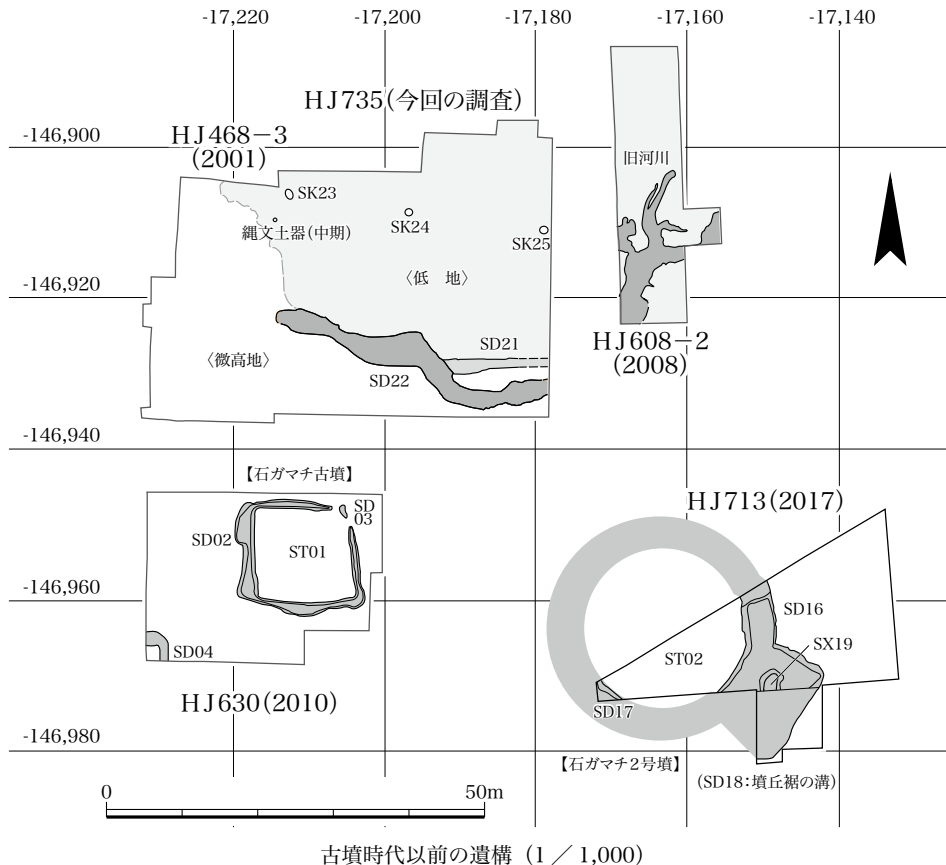 -17,220
-17,200
-17,180
-17,160
-17,140
HJ735(今回の調査)
-146,900
HJ468−3
(2001)
旧河川
SK23
縄文土器(中期)
SK24
SK25
〈低 地〉
-146,920
HJ608−2
(2008)
SD21
〈微高地〉
SD22
-146,940
【石ガマチ古墳】
HJ713(2017)
SD
03
SD02
ST01
-146,960
SD16
SX19
SD04
ST02
HJ630(2010)
SD17
-146,980
【石ガマチ2号墳】
(SD18:墳丘裾の溝)
0
50m
古墳時代以前の遺構(1/1,000)